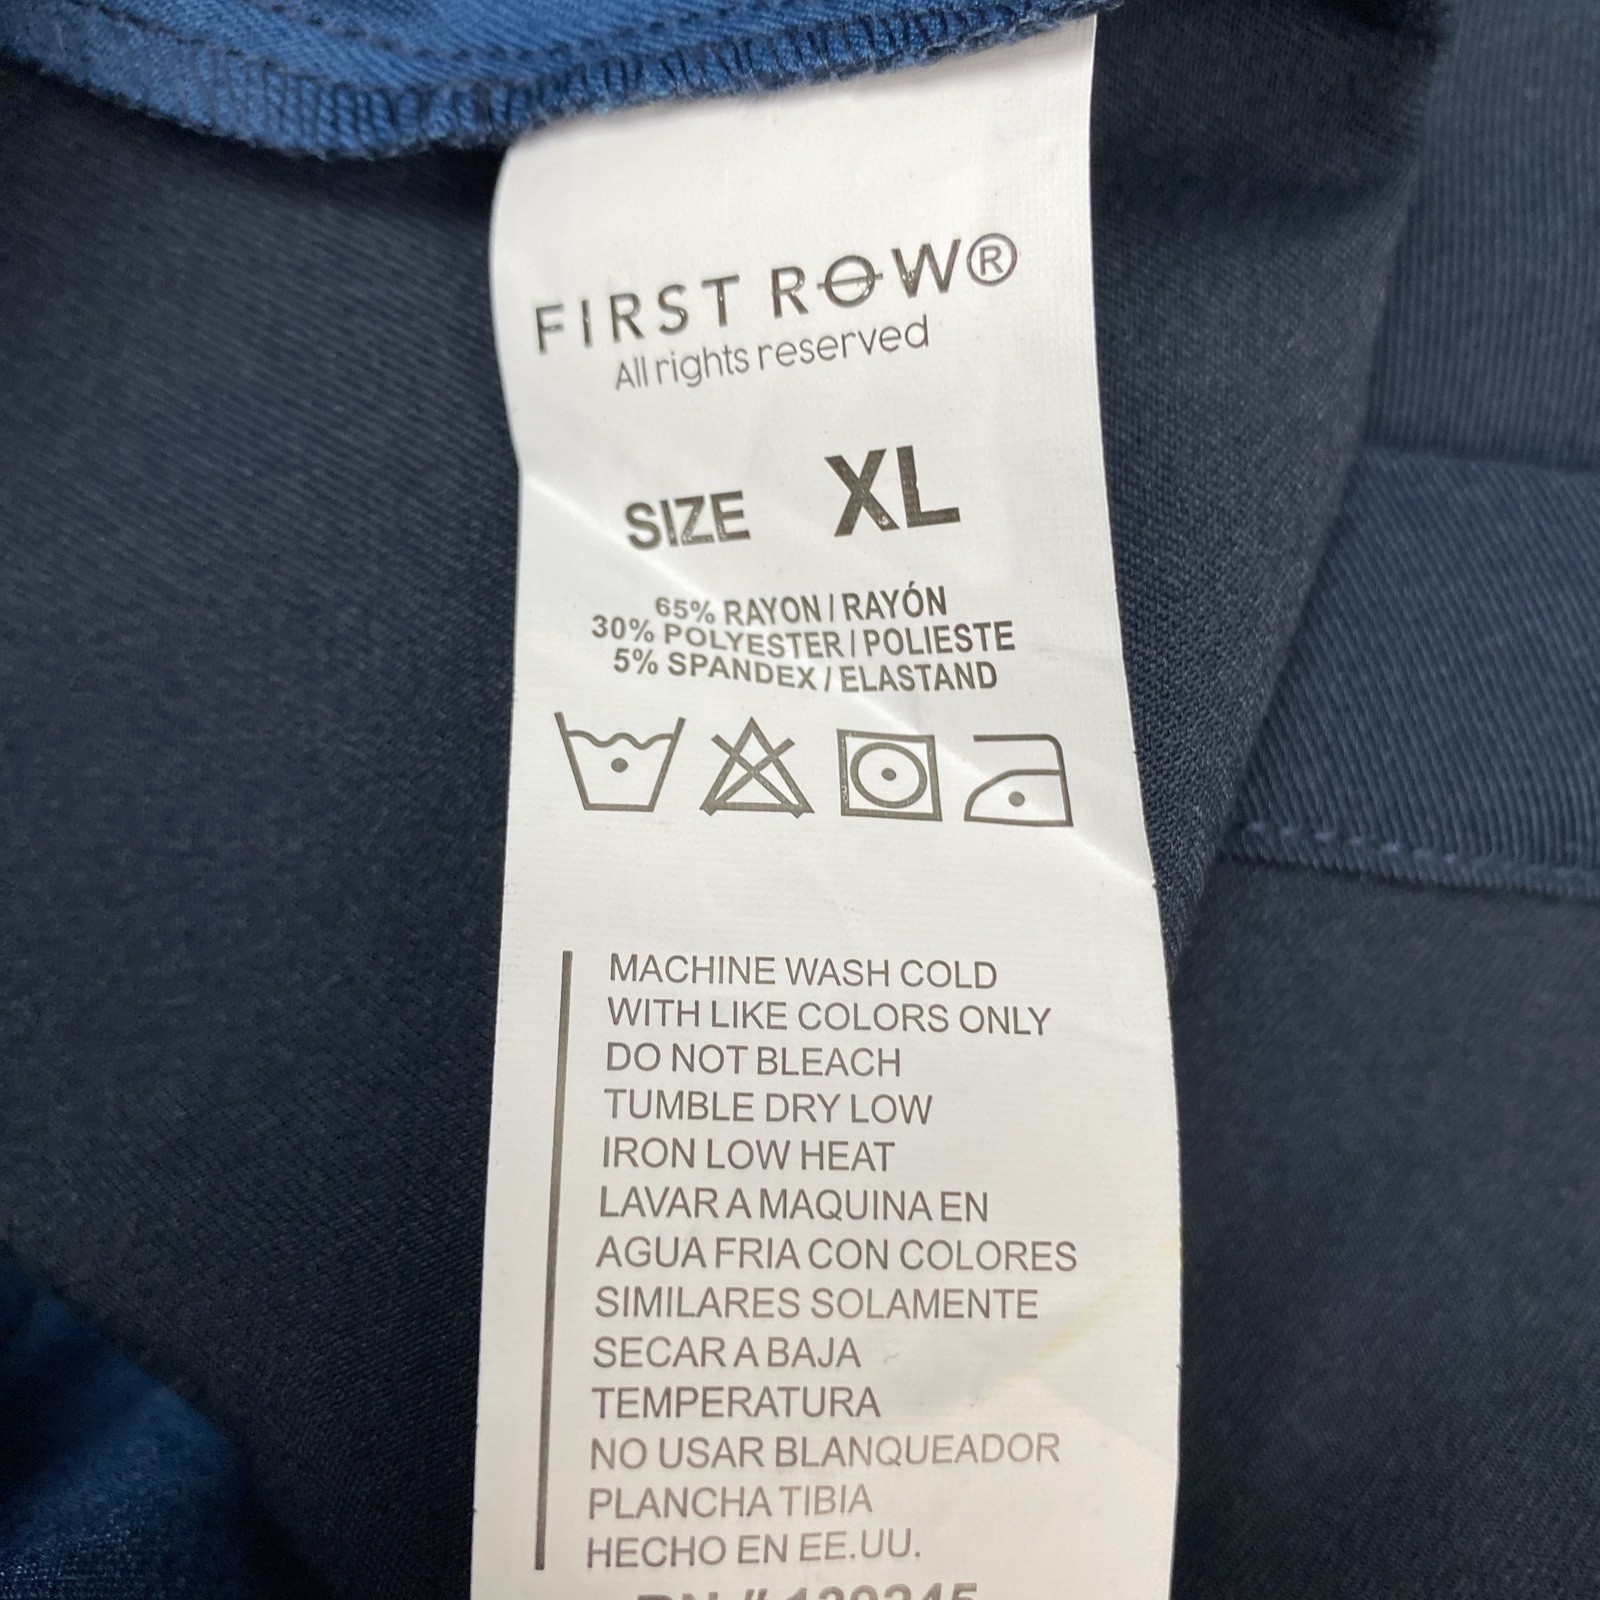 FIRST ROW®
All rights reserved
SIZE XL
65% RAYON / RAYÓN
30% POLYESTER / POLIESTE
5% SPANDEX / ELASTAND
MACHINE WASH COLD
WITH LIKE COLORS ONLY
DO NOT BLEACH
TUMBLE DRY LOW
IRON LOW HEAT
LAVAR A MAQUINA EN
AGUA FRIA CON COLORES
SIMILARES SOLAMENTE
SECAR A BAJA
TEMPERATURA
NO USAR BLANQUEADOR
PLANCHA TIBIA
HECHO EN EE.UU.
RN #